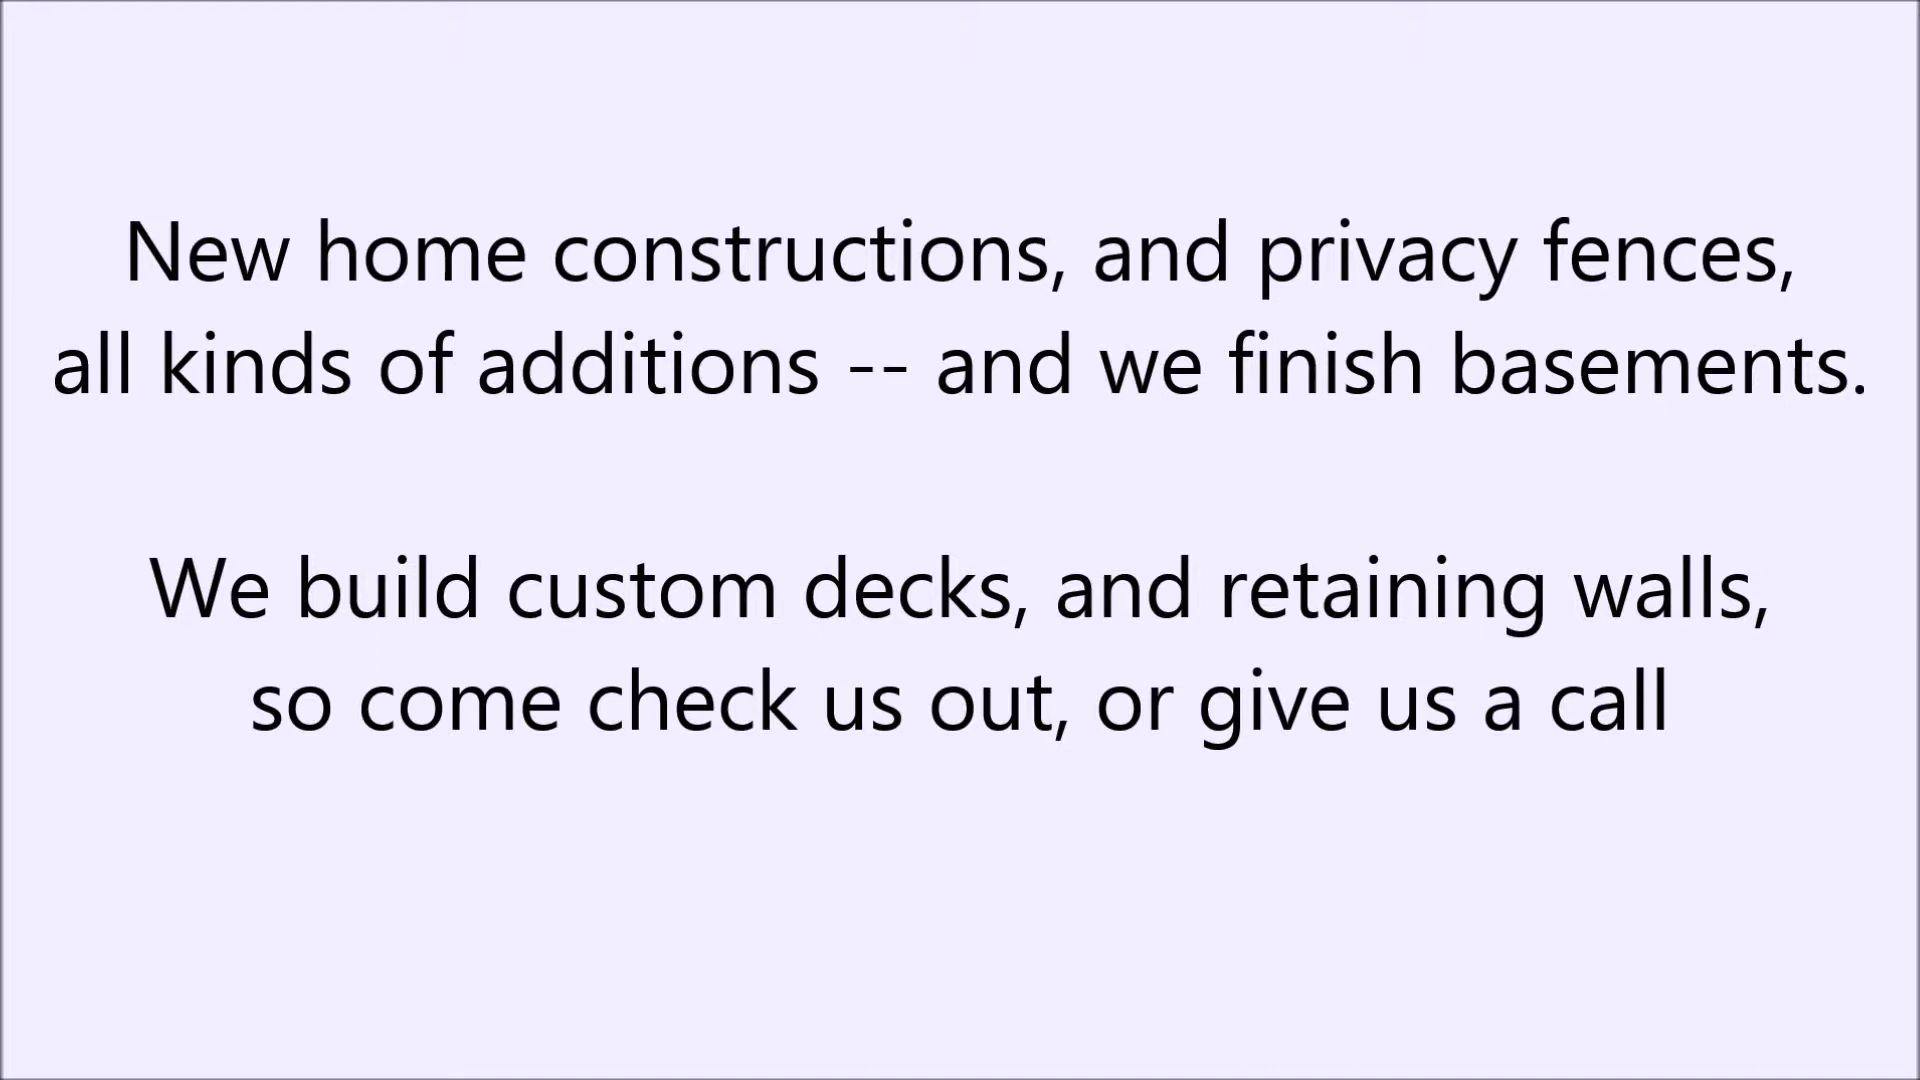 New home constructions, and privacy fences,
all kinds of additions -- and we finish basements.
We build custom decks, and retaining walls,
so come check us out, or give us a call